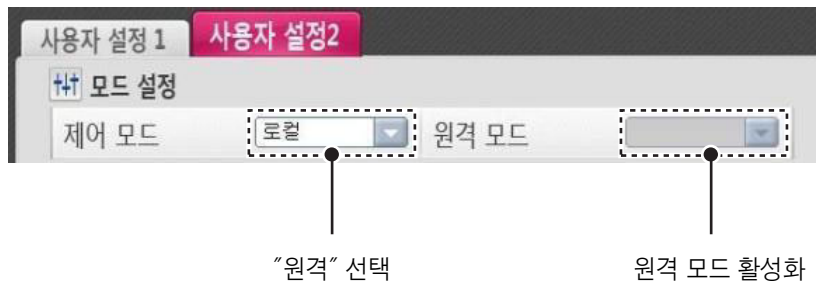 사용자 설정 1 사용자 설정2
모드 설정
제어 모드 로컬 원격 모드
"원격" 선택 원격 모드 활성화